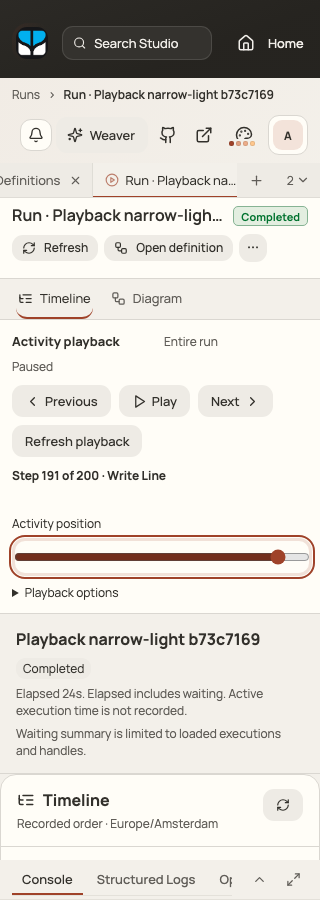 Search Studio
Home
Runs
Run · Playback narrow-light b73c7169
Weaver
A
Definitions
Run · Playback na...
2
Run · Playback narrow-ligh...
Completed
Refresh
Open definition
Timeline
Diagram
Activity playback
Entire run
Paused
Previous
Play
Next
Refresh playback
Step 191 of 200 · Write Line
Activity position
Playback options
Playback narrow-light b73c7169
Completed
Elapsed 24s. Elapsed includes waiting. Active
execution time is not recorded.
Waiting summary is limited to loaded executions
and handles.
Timeline
Recorded order · Europe/Amsterdam
Console
Structured Logs